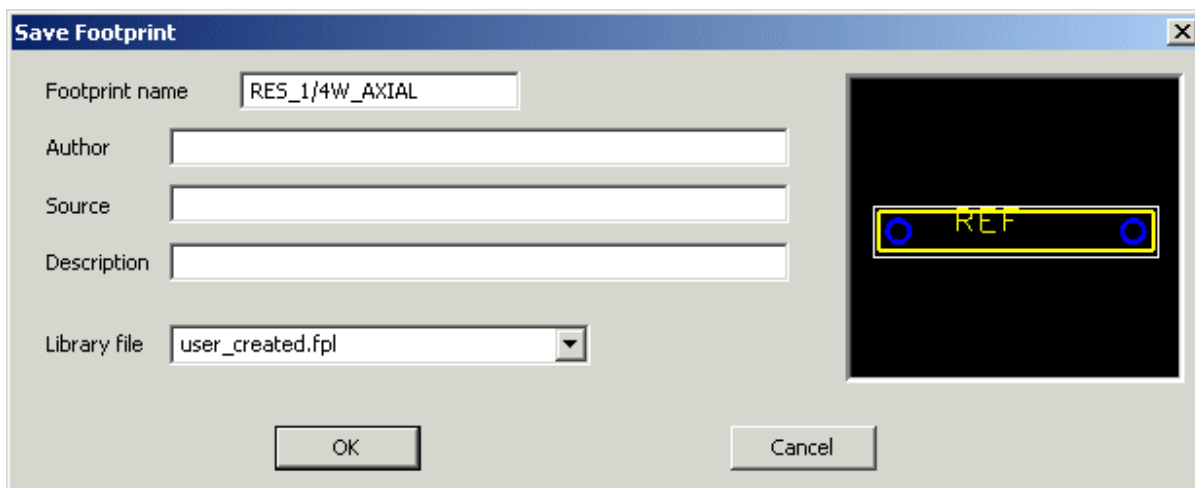 Save Footprint
Footprint name RES_1/4W_AXIAL
Author
Source
REF
Description
Library file user_created.fpl
OK Cancel